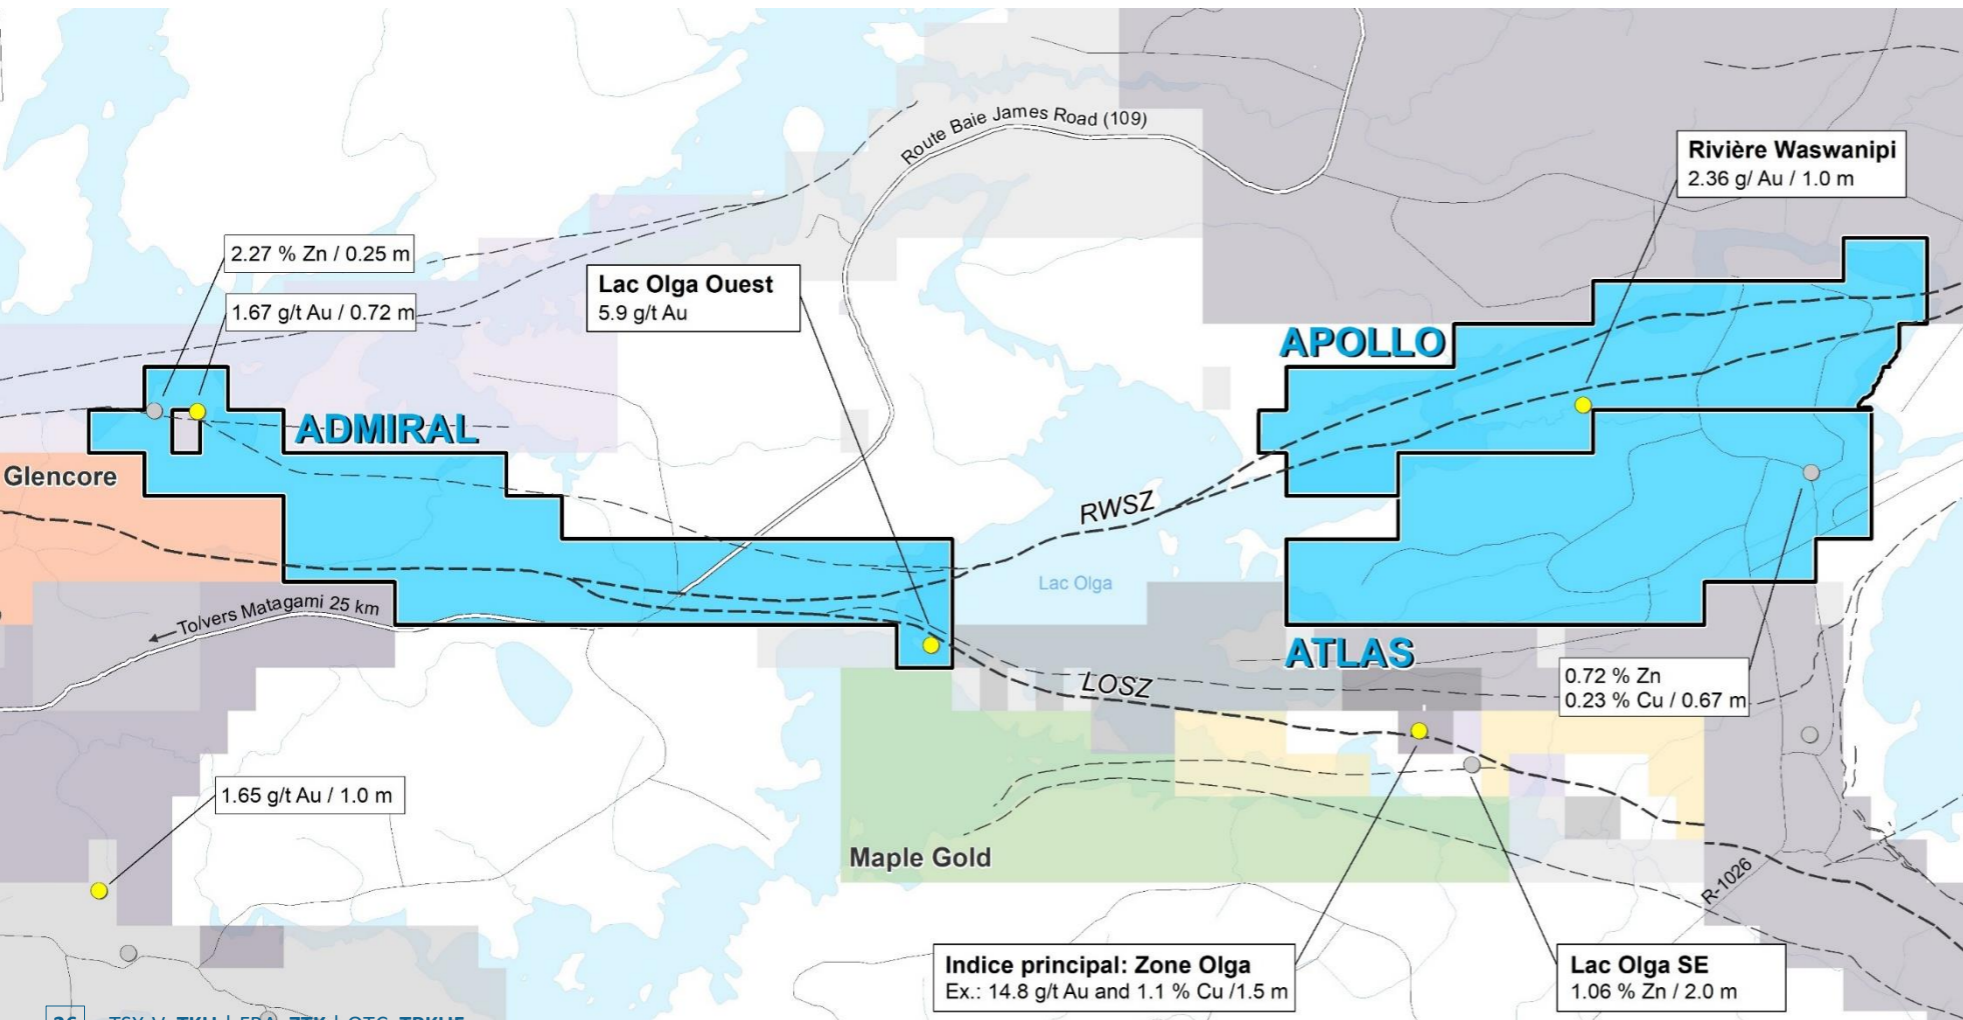 Route Baie James Road (109)
Rivière Waswanipi
2.36 g/ Au / 1.0 m
2.27 % Zn / 0.25 m
1.67 g/t Au / 0.72 m
Lac Olga Ouest
5.9 g/t Au
APOLLO
ADMIRAL
Glencore
RWSZ
Lac Olga
To/vers Matagami 25 km
ATLAS
LOSZ
0.72 % Zn
0.23 % Cu / 0.67 m
1.65 g/t Au / 1.0 m
Maple Gold
R-1026
Indice principal: Zone Olga
Ex.: 14.8 g/t Au and 1.1 % Cu /1.5 m
Lac Olga SE
1.06 % Zn / 2.0 m